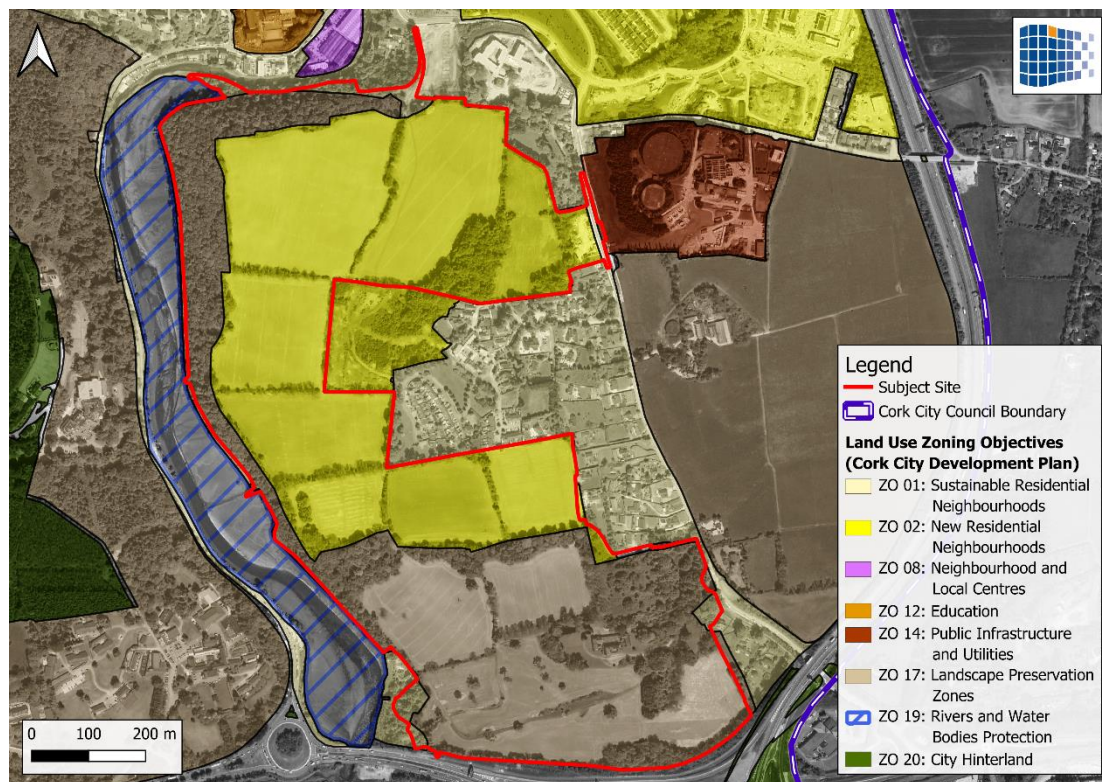 Legend
Subject Site
Cork City Council Boundary
Land Use Zoning Objectives
(Cork City Development Plan)
ZO 01: Sustainable Residential
Neighbourhoods
ZO 02: New Residential
Neighbourhoods
ZO 08: Neighbourhood and
Local Centres
ZO 12: Education
ZO 14: Public Infrastructure
and Utilities
ZO 17: Landscape Preservation
Zones
ZO 19: Rivers and Water
Bodies Protection
ZO 20: City Hinterland
0 100 200 m